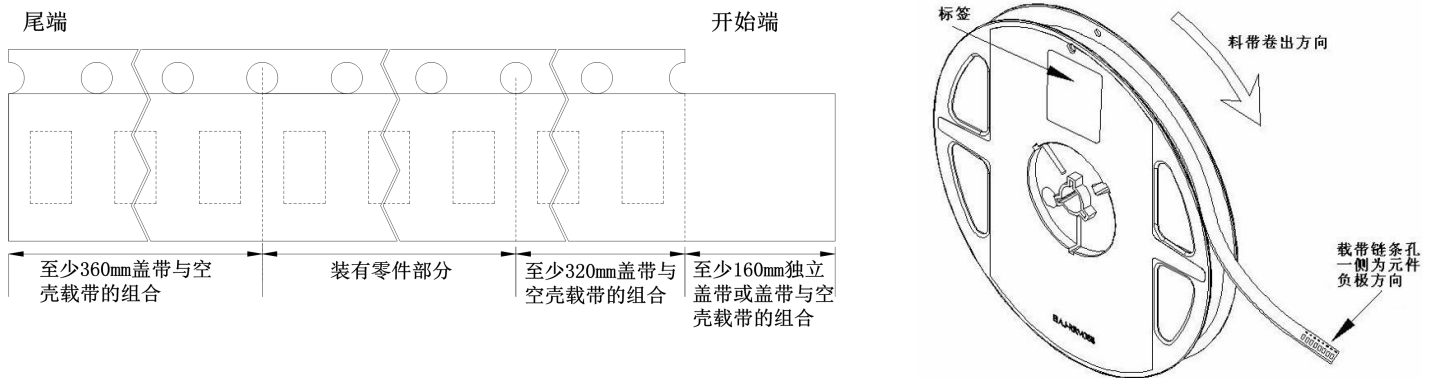 尾端
开始端
至少360mm盖带与空
壳载带的组合
装有零件部分
至少320mm盖带与
空壳载带的组合
至少160mm独立
盖带或盖带与空
壳载带的组合
标签
料带卷出方向
载带链条孔
一侧为元件
负极方向